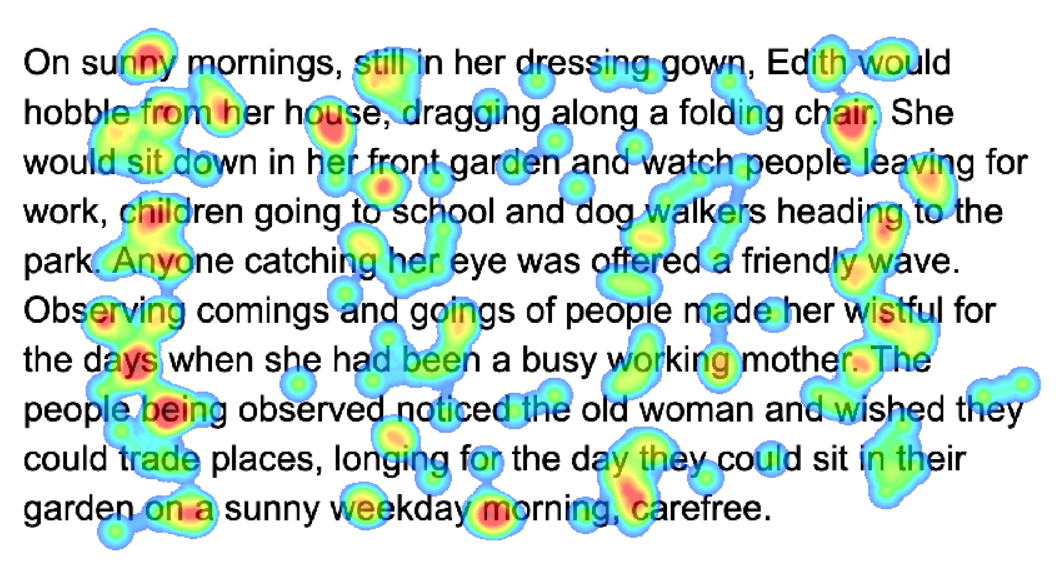 On sunny mornings, still in her dressing gown, Edith would
hobble from her house, dragging along a folding chair. She
would sit down in her front garden and watch people leaving for
work, children going to school and dog walkers heading to the
park. Anyone catching her eye was offered a friendly wave.
Observing comings and goings of people made her wistful for
the days when she had been a busy working mother. The
people being observed noticed the old woman and wished they
could trade places, longing for the day they could sit in their
garden on a sunny weekday morning, carefree.